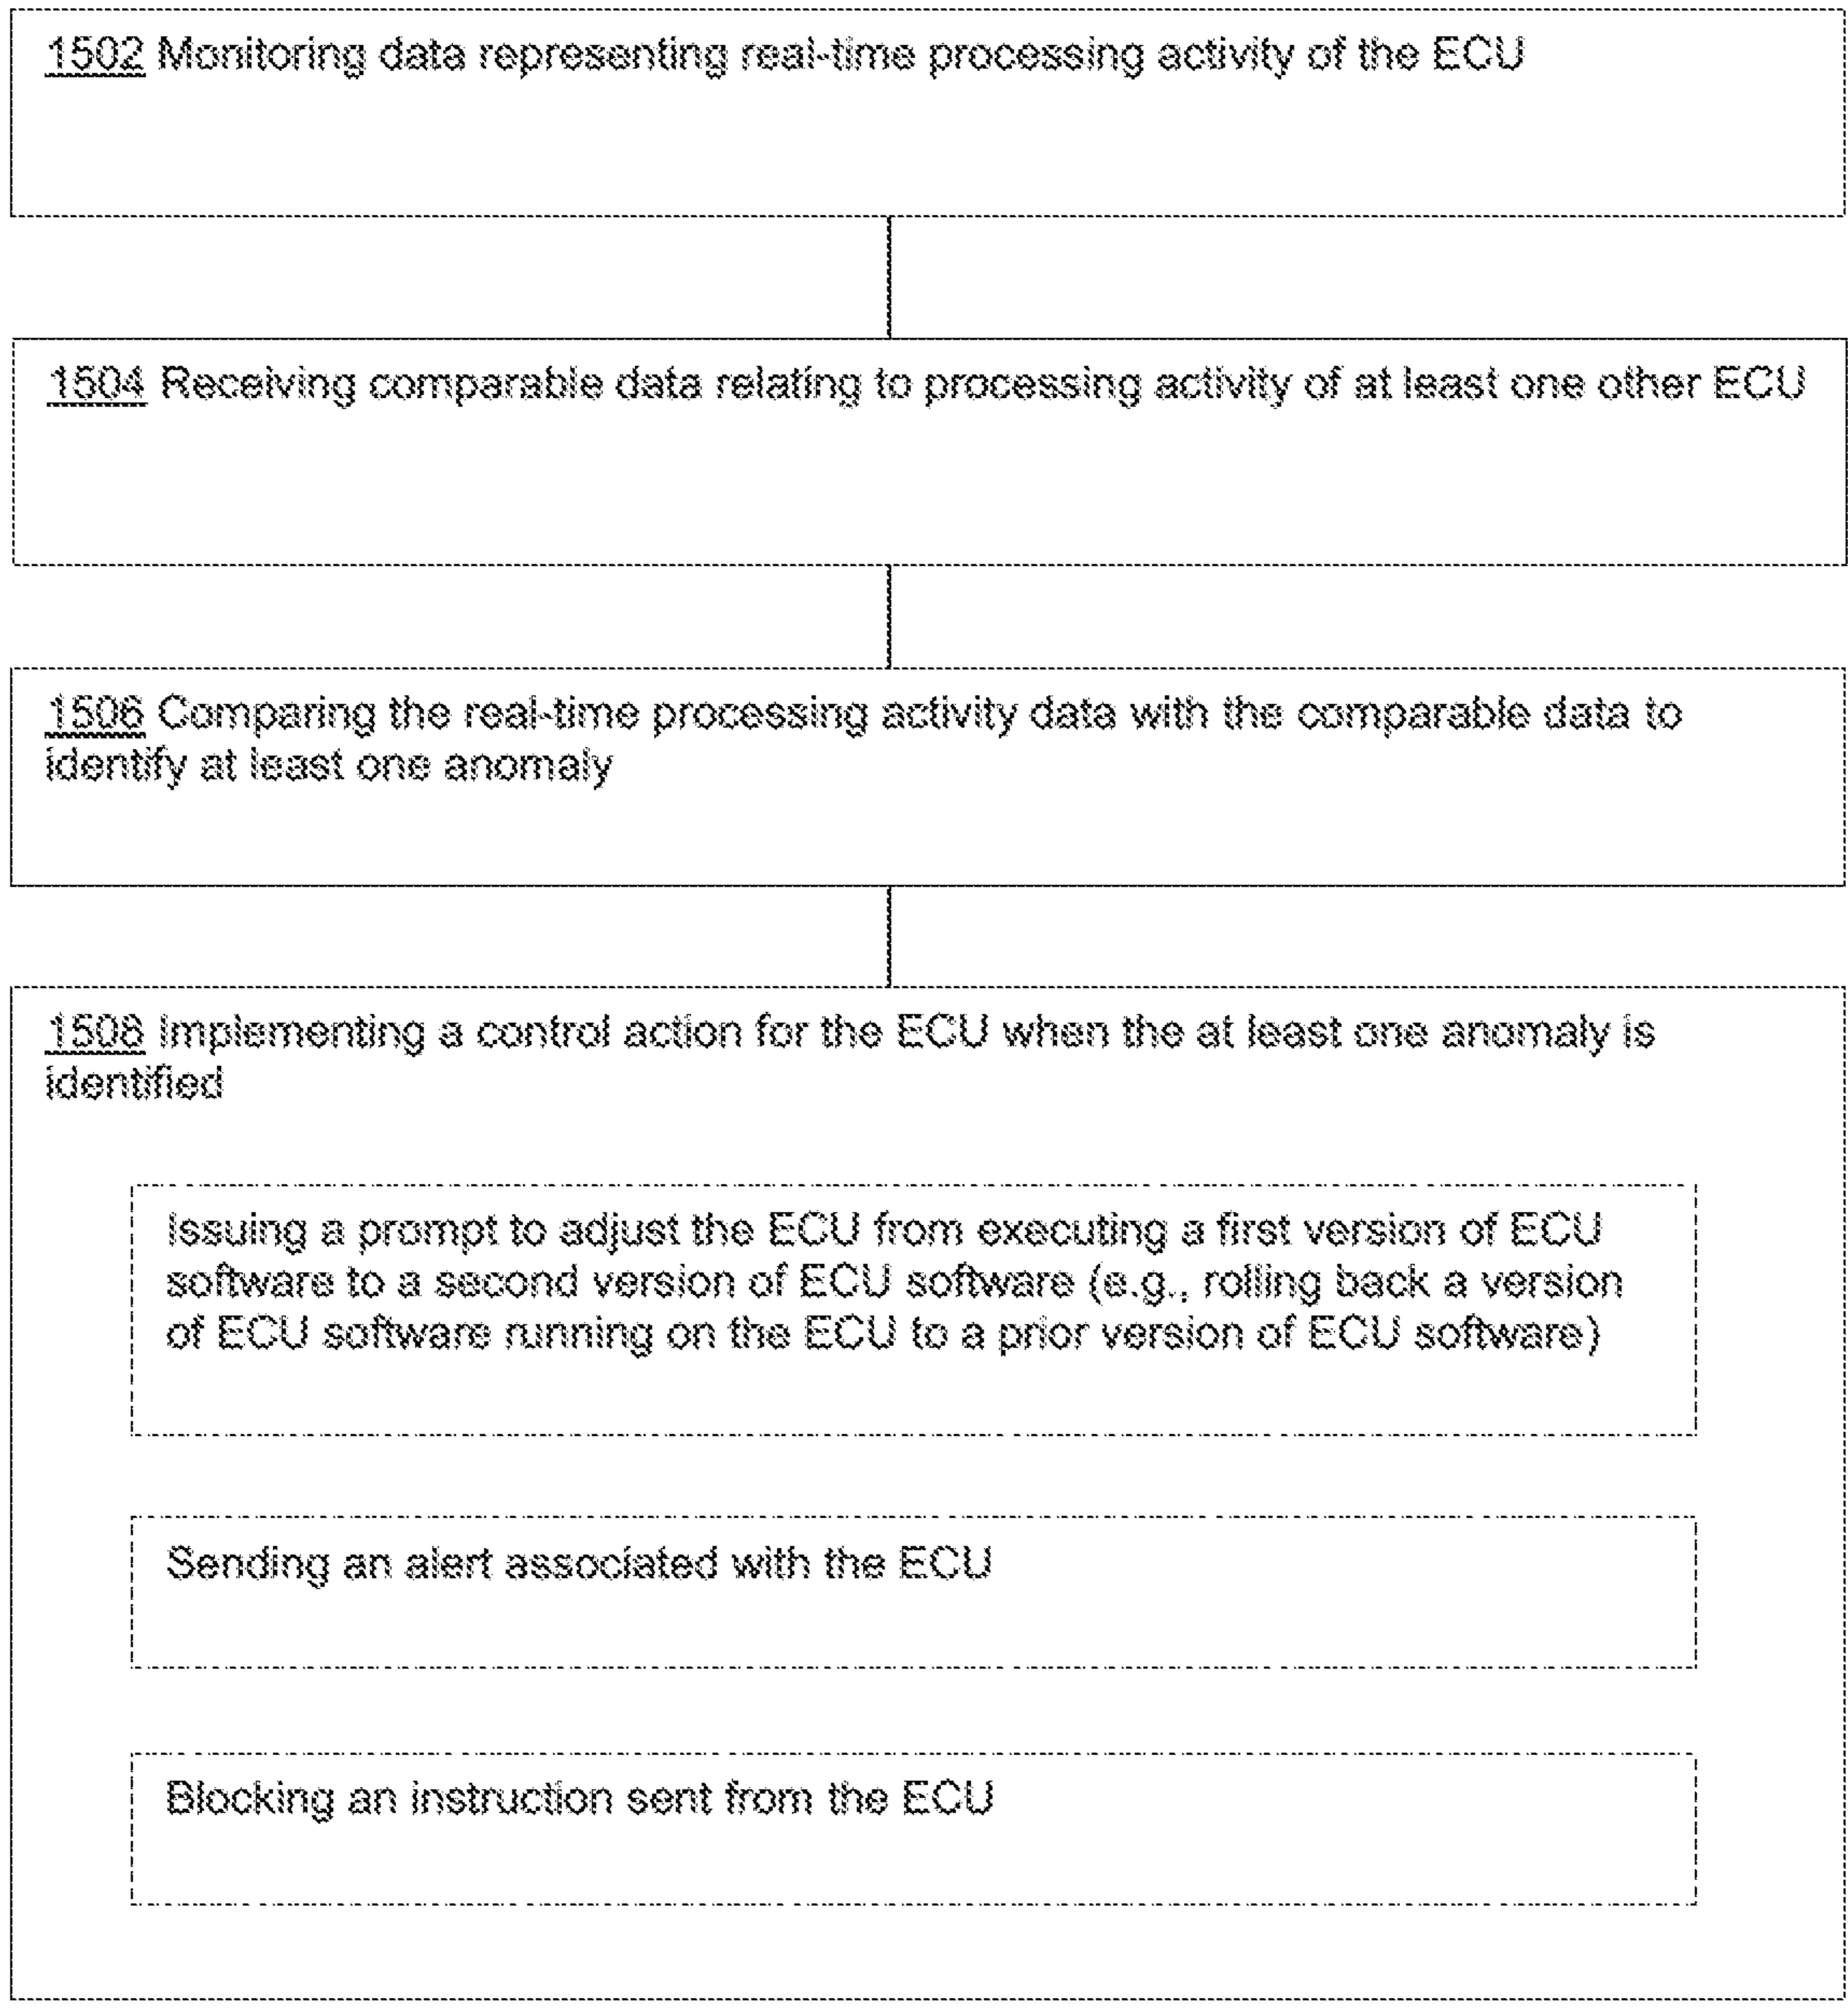 1502 Monitoring data representing real-time processing activity of the ECU
1504 Receiving comparable data relating to processing activity of at least one other ECU
1506 Comparing the real-time processing activity data with the comparable data to
identify at least one anomaly
1508 Implementing a control action for the ECU when the at least one anomaly is
identified
Issuing a prompt to adjust the ECU from executing a first version of ECU
software to a second version of ECU software (e.g., rolling back a version
of ECU software running on the ECU to a prior version of ECU software)
Sending an alert associated with the ECU
Blocking an instruction sent from the ECU